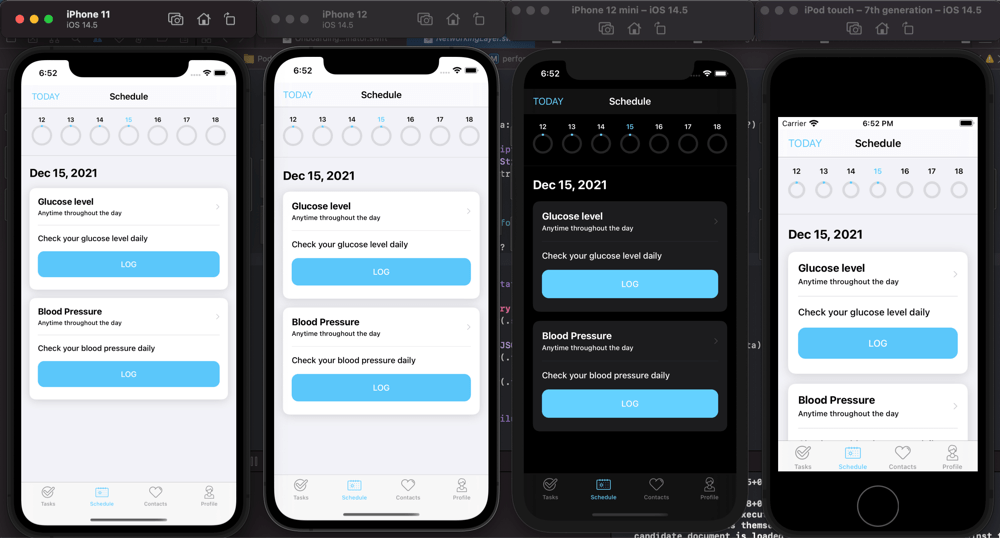 iPhone 11
iOS 14.5
6:52
TODAY
Schedule
12 13 14 15 16 17 18
Dec 15, 2021
Glucose level
Anytime throughout the day
Check your glucose level daily
LOG
Blood Pressure
Anytime throughout the day
Check your blood pressure daily
LOG
Tasks Schedule Contacts Profile
iPhone 12
iOS 14.5
6:52
TODAY
Schedule
12 13 14 15 16 17 18
Dec 15, 2021
Glucose level
Anytime throughout the day
Check your glucose level daily
LOG
Blood Pressure
Anytime throughout the day
Check your blood pressure daily
LOG
Tasks Schedule Contacts Profile
iPhone 12 mini – iOS 14.5
6:52
TODAY
Schedule
12 13 14 15 16 17 18
Dec 15, 2021
Glucose level
Anytime throughout the day
Check your glucose level daily
LOG
Blood Pressure
Anytime throughout the day
Check your blood pressure daily
LOG
Tasks Schedule Contacts Profile
iPod touch – 7th generation – iOS 14.5
Carrier
6:52 PM
TODAY
Schedule
12 13 14 15 16 17 18
Dec 15, 2021
Glucose level
Anytime throughout the day
Check your glucose level daily
LOG
Blood Pressure
Anytime throughout the day
Tasks Schedule Contacts Profile
candidate document is loaded